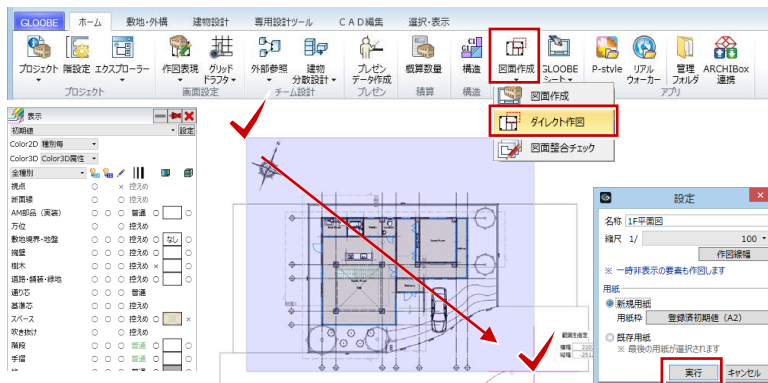 GLOOBE ホーム 敷地・外構 建物設計 専用設計ツール CAD編集 選択・表示
プロジェクト 階設定 エクスプローラー 作図表現 グリッド ドラフタ 外部参照 建物 分散設計 プレゼン データ作成 概算数量 構造 図面作成 GLOOBE シート P-style リアル ウォーカー 管理 フォルダ ARCHIBox 連携
プロジェクト 画面設定 チーム設計 プレゼン 積算 構造 アプリ
図面作成
ダイレクト作図
図面整合チェック
表示
初期値 設定
Color2D 種別毎
Color3D Color3D属性
全種別
視点 ○ × 控えめ
断面線 ○ ○ 控えめ
AM部品（実装） ○ ○ ○ 普通 ○ ○
方位 ○ ○ 控えめ
敷地境界・地盤 ○ ○ ○ 控えめ ○ なし ○
擁壁 ○ ○ ○ 控えめ ○ ○
樹木 ○ ○ ○ 控えめ × ○
道路・舗装・緑地 ○ ○ ○ 控えめ ○ ○
通り芯 ○ ○ ○ 普通
基準芯 ○ ○ ○ 控えめ
スペース ○ ○ ○ 控えめ ○ ×
吹き抜け ○ ○ ○ 控えめ
階段 ○ ○ ○ 普通 ○ ○
手摺 ○ ○ ○ 普通 ○ ○
範囲を指定
横幅
縦幅
設定
名称 1F平面図
縮尺 1/ 100
作図線幅
※ 一時非表示の要素も作図します
用紙
新規用紙
用紙枠 登録済初期値（A2）
既存用紙
※ 最後の用紙が選択されます
実行 キャンセル